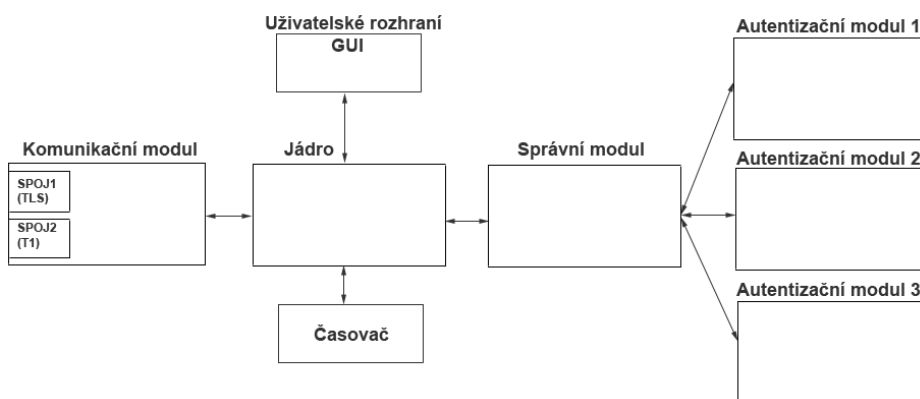 Uživatelské rozhraní
GUI
Autentizační modul 1
Komunikační modul
Jádro
Správní modul
SPOJ1
(TLS)
SPOJ2
(T1)
Autentizační modul 2
Časovač
Autentizační modul 3